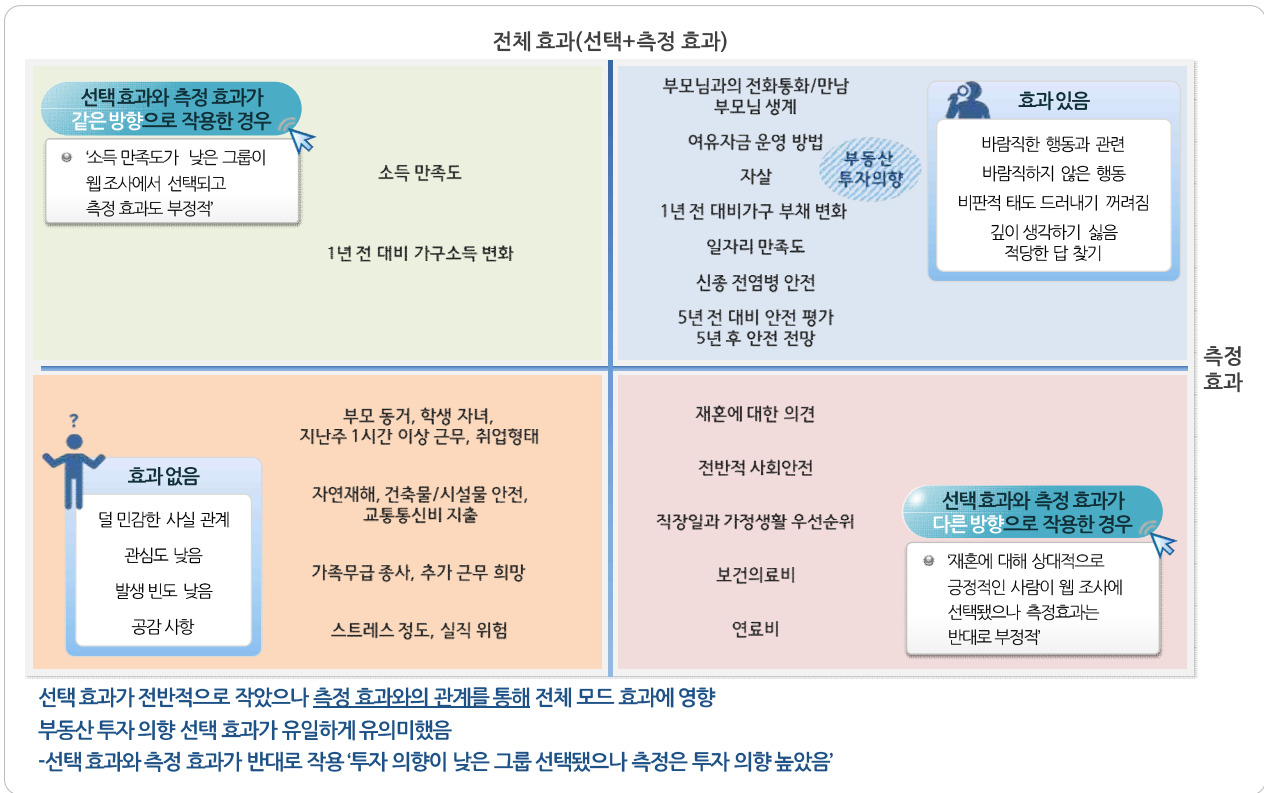 전체 효과(선택+측정 효과)
선택 효과와 측정 효과가
같은 방향으로 작용한 경우
'소득 만족도가 낮은 그룹이
웹 조사에서 선택되고
측정 효과도 부정적'
소득 만족도
1년 전 대비 가구소득 변화
부모님과의 전화통화/만남
부모님 생계
여유자금 운영 방법
부동산
투자의향
자살
1년 전 대비가구 부채 변화
일자리 만족도
신종 전염병 안전
5년 전 대비 안전 평가
5년 후 안전 전망
효과 있음
바람직한 행동과 관련
바람직하지 않은 행동
비판적 태도 드러내기 꺼려짐
깊이 생각하기 싫음
적당한 답 찾기
측정
효과
?
효과 없음
덜 민감한 사실 관계
관심도 낮음
발생 빈도 낮음
공감 사항
부모 동거, 학생 자녀,
지난주 1시간 이상 근무, 취업형태
자연재해, 건축물/시설물 안전,
교통통신비 지출
가족무급 종사, 추가 근무 희망
스트레스 정도, 실직 위험
재혼에 대한 의견
전반적 사회안전
직장일과 가정생활 우선순위
보건의료비
연료비
선택 효과와 측정 효과가
다른 방향으로 작용한 경우
'재혼에 대해 상대적으로
긍정적인 사람이 웹 조사에
선택됐으나 측정효과는
반대로 부정적'
선택 효과가 전반적으로 작았으나 측정 효과와의 관계를 통해 전체 모드 효과에 영향
부동산 투자 의향 선택 효과가 유일하게 유의미했음
-선택 효과와 측정 효과가 반대로 작용 '투자 의향이 낮은 그룹 선택됐으나 측정은 투자 의향 높았음'